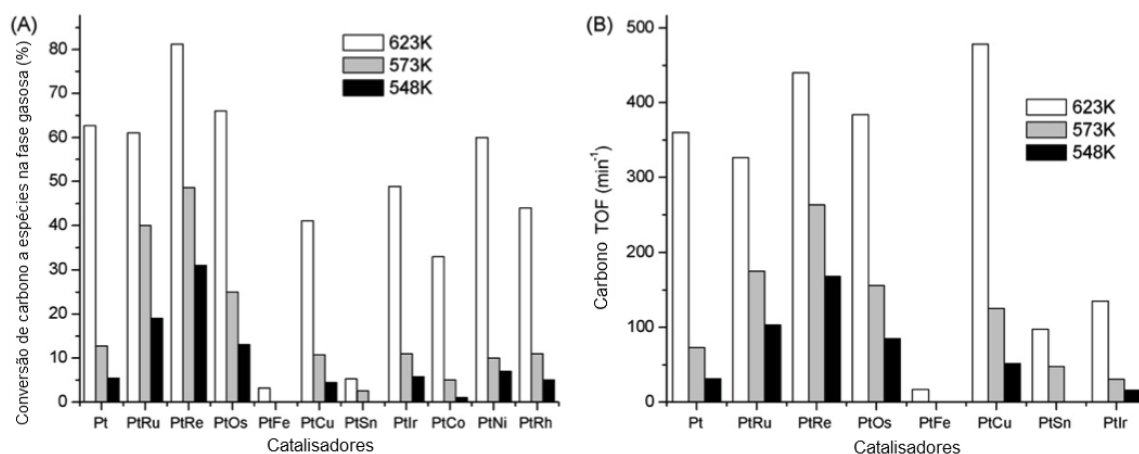 (A)
Conversão de carbono a espécies na fase gasosa (%)
80
70
60
50
40
30
20
10
0
623K
573K
548K
Pt PtRu PtRe PtOs PtFe PtCu PtSn PtIr PtCo PtNi PtRh
Catalisadores
(B)
Carbono TOF (min⁻¹)
500
400
300
200
100
0
623K
573K
548K
Pt PtRu PtRe PtOs PtFe PtCu PtSn PtIr
Catalisadores